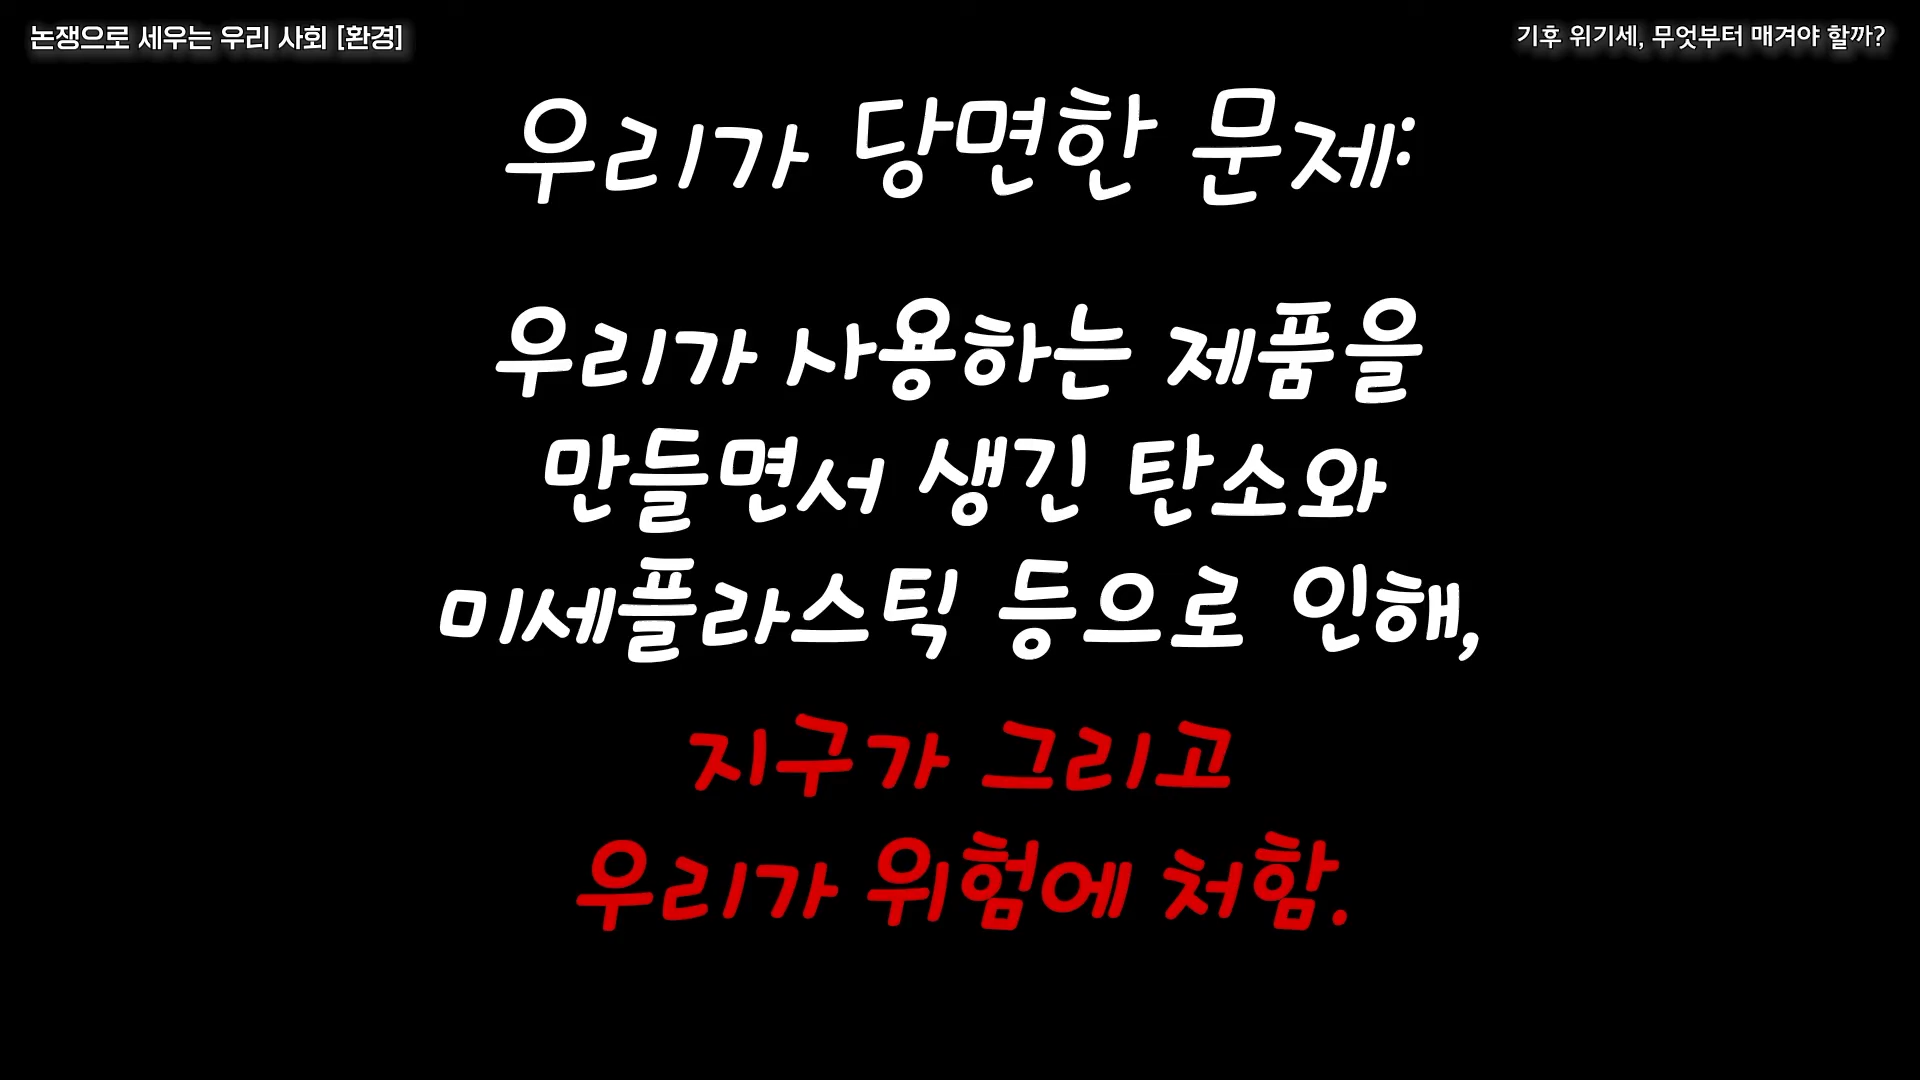 논쟁으로 세우는 우리 사회 [환경]
기후 위기세, 무엇부터 매겨야 할까?
우리가 당면한 문제:
우리가 사용하는 제품을
만들면서 생긴 탄소와
미세플라스틱 등으로 인해,
지구가 그리고
우리가 위험에 처함.